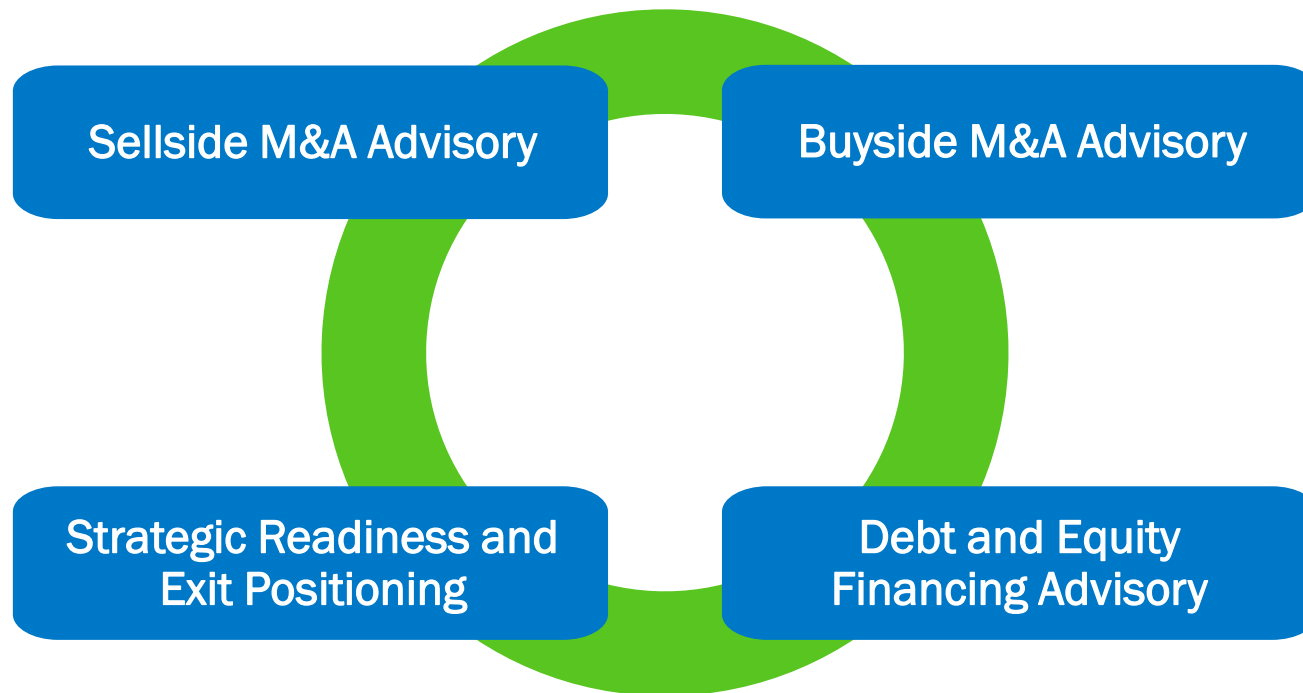 Sellside M&A Advisory
Buyside M&A Advisory
Strategic Readiness and
Exit Positioning
Debt and Equity
Financing Advisory